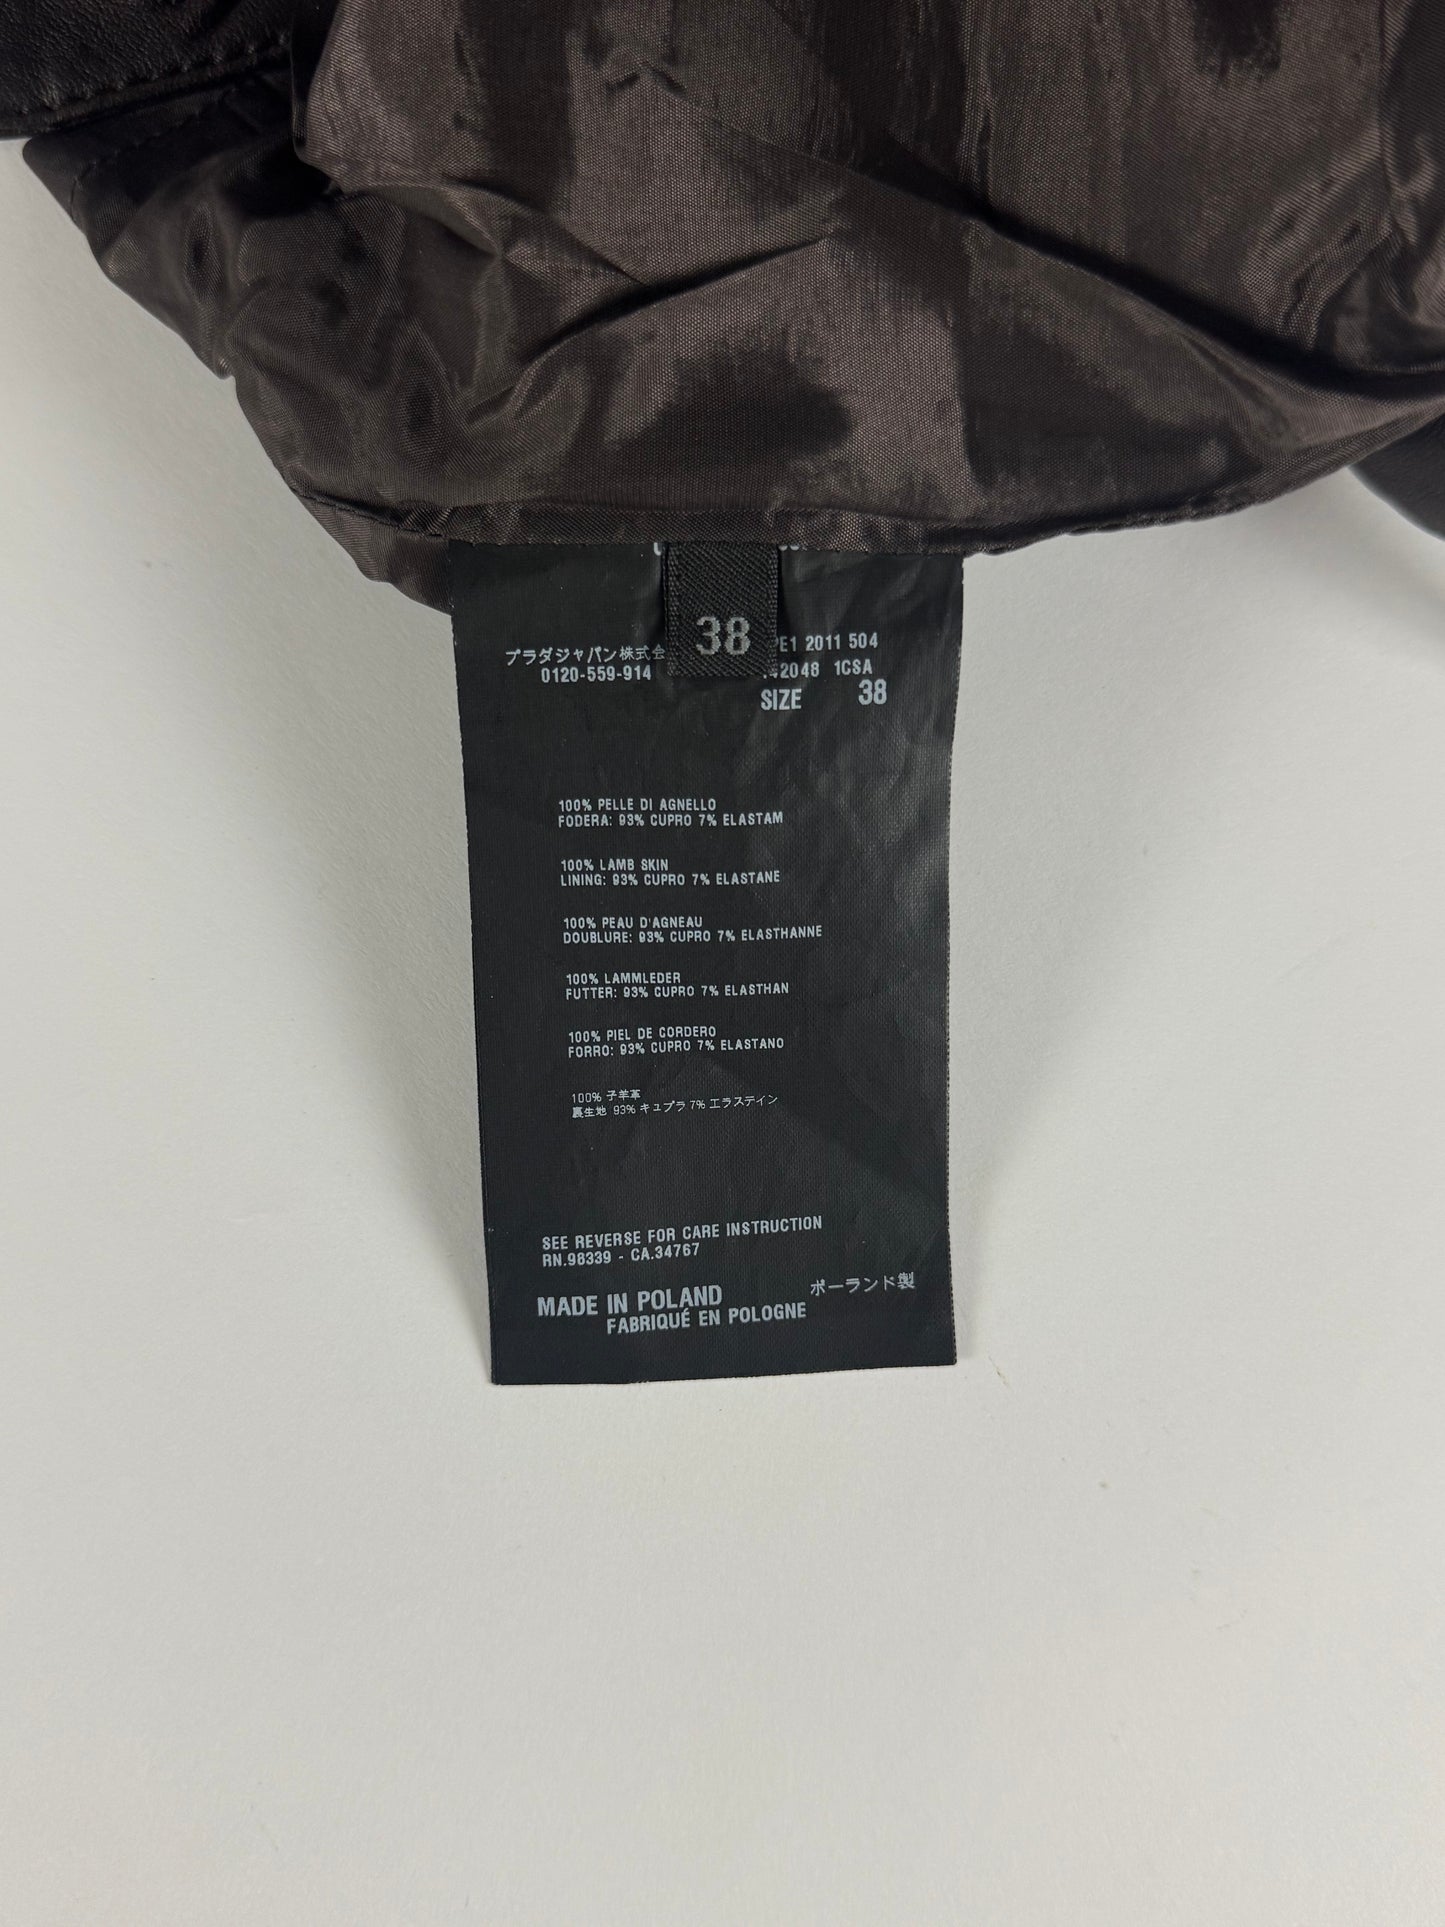 38
プラダジャパン株式会
0120-559-914
PE1 2011 504
42048 1CSA
SIZE 38
100% PELLE DI AGNELLO
FODERA: 93% CUPRO 7% ELASTAM
100% LAMB SKIN
LINING: 93% CUPRO 7% ELASTANE
100% PEAU D'AGNEAU
DOUBLURE: 93% CUPRO 7% ELASTHANNE
100% LAMMLEDER
FUTTER: 93% CUPRO 7% ELASTHAN
100% PIEL DE CORDERO
FORRO: 93% CUPRO 7% ELASTANO
100% 子羊革
裏生地 93% キュプラ 7% エラステイン
SEE REVERSE FOR CARE INSTRUCTION
RN.98339 - CA.34767
MADE IN POLAND ポーランド製
FABRIQUÉ EN POLOGNE